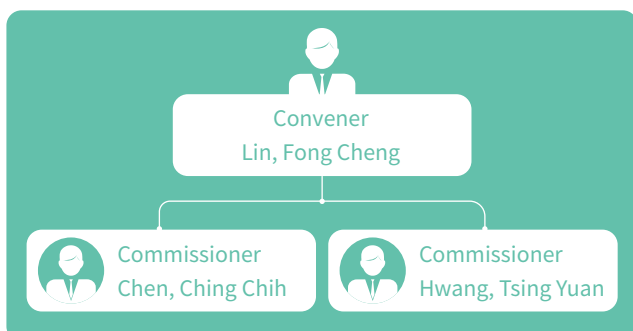 Convener
Lin, Fong Cheng
Commissioner
Chen, Ching Chih
Commissioner
Hwang, Tsing Yuan